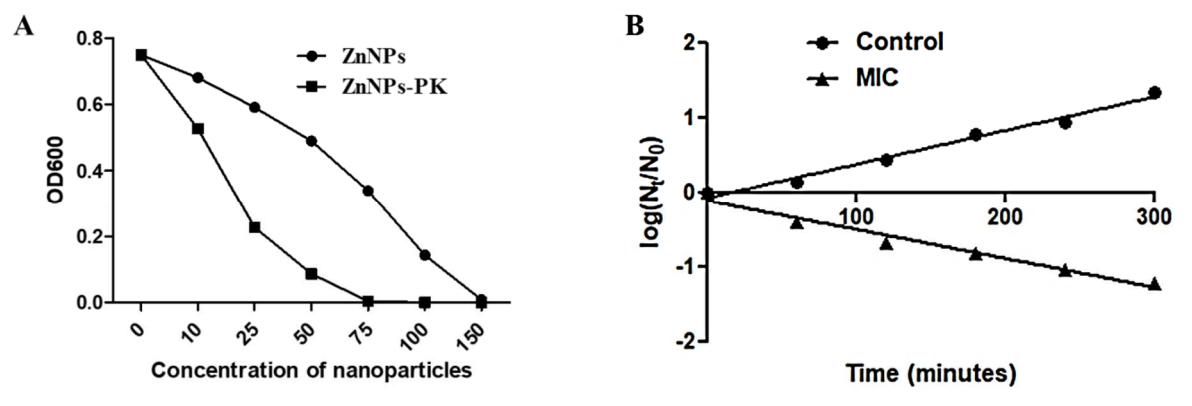 A
0.8
0.6
0.4
0.2
0.0
OD600
ZnNPs
ZnNPs-PK
0 10 25 50 75 100 150
Concentration of nanoparticles
B
2
1
0
-1
-2
log(Nt/N0)
Control
MIC
100 200 300
Time (minutes)